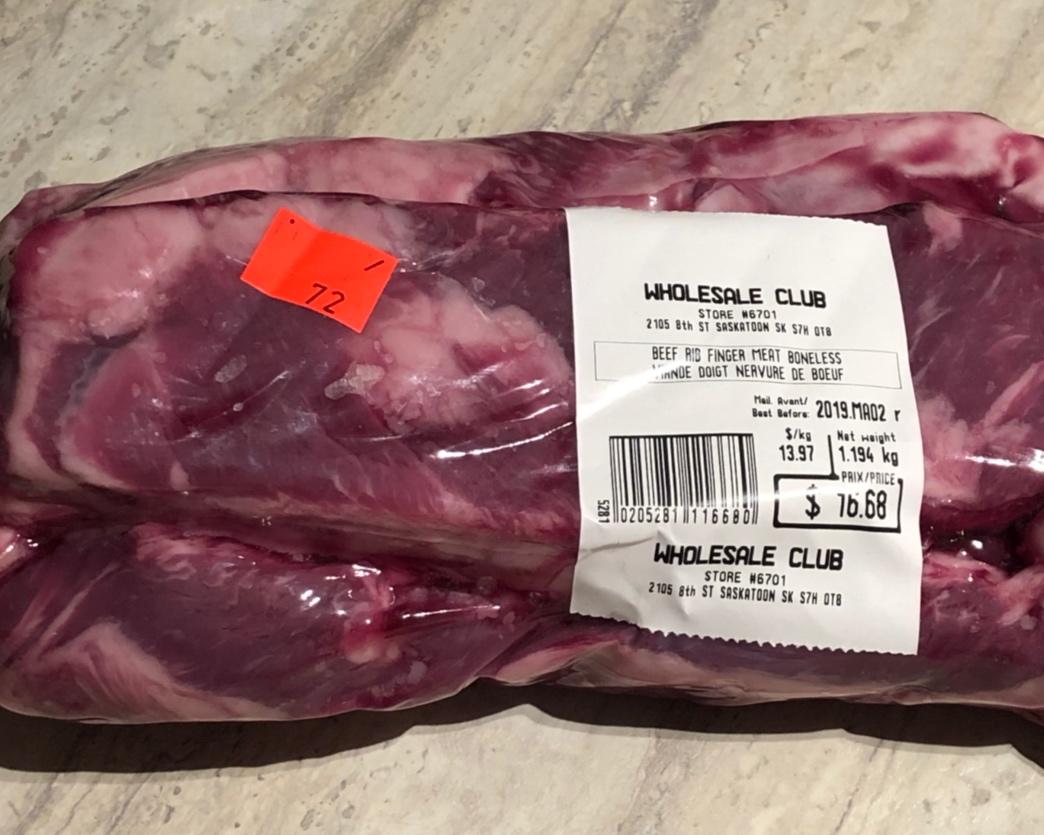 72
WHOLESALE CLUB
STORE #6701
2105 8th ST SASKATOON SK S7H 0T8
BEEF RIB FINGER MEAT BONELESS
VIANDE DOIGT NERVURE DE BOEUF
Meil. Avant/
Best Before: 2019.MA02 r
$/kg Net weight
13.97 1.194 kg
PRIX/PRICE
$ 16.68
5281
0205281 116680
WHOLESALE CLUB
STORE #6701
2105 8th ST SASKATOON SK S7H 0T8